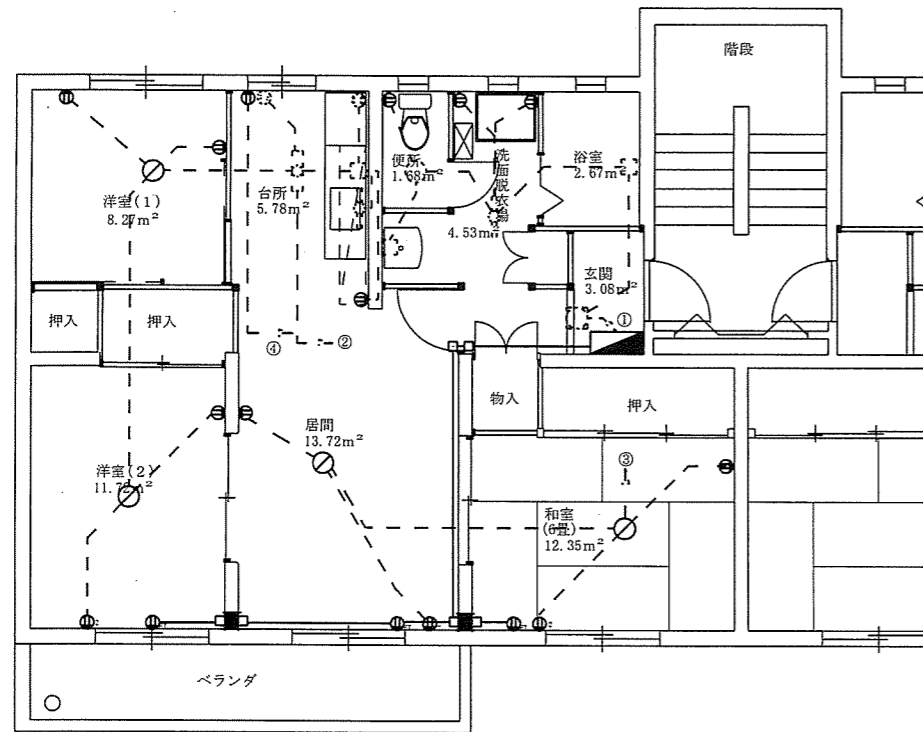 階段
洋室(1)
8.27m²
台所
5.78m²
便所
1.68m²
洗面脱衣場
4.53m²
浴室
2.67m²
玄関
3.08m²
①
押入
押入
④
②
物入
押入
居間
13.72m²
洋室(2)
11.72m²
③
和室
(6畳)
12.35m²
ベランダ